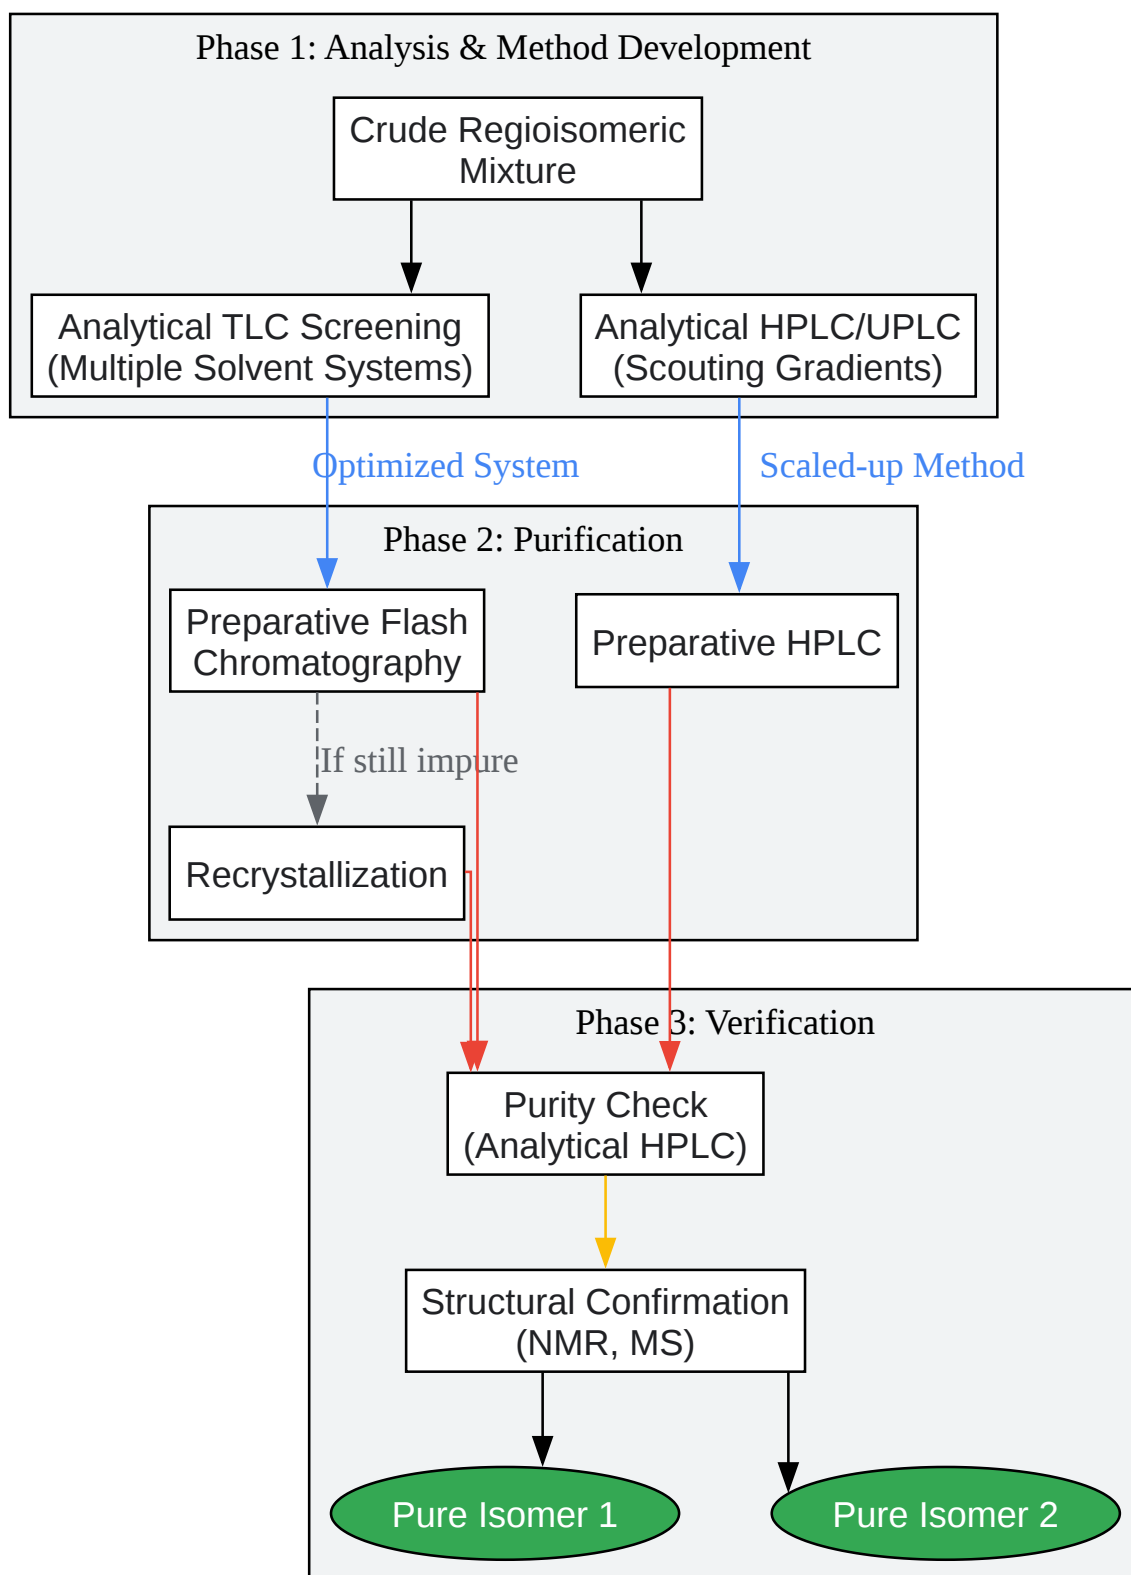 Phase 1: Analysis & Method Development
Crude Regioisomeric
Mixture
Analytical TLC Screening
(Multiple Solvent Systems)
Analytical HPLC/UPLC
(Scouting Gradients)
Optimized System
Scaled-up Method
Phase 2: Purification
Preparative Flash
Chromatography
Preparative HPLC
If still impure
Recrystallization
Phase 3: Verification
Purity Check
(Analytical HPLC)
Structural Confirmation
(NMR, MS)
Pure Isomer 1
Pure Isomer 2